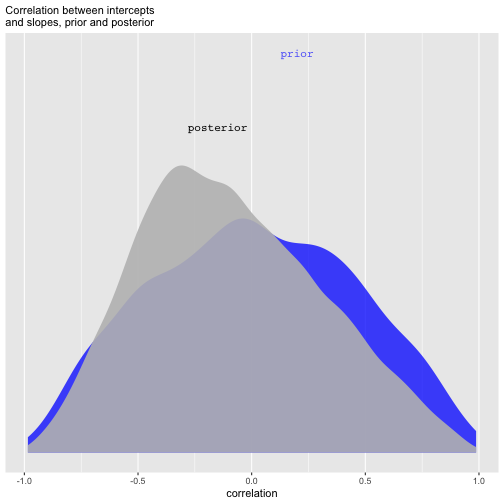 Correlation between intercepts
and slopes, prior and posterior
prior
posterior
-1.0 -0.5 0.0 0.5 1.0
correlation